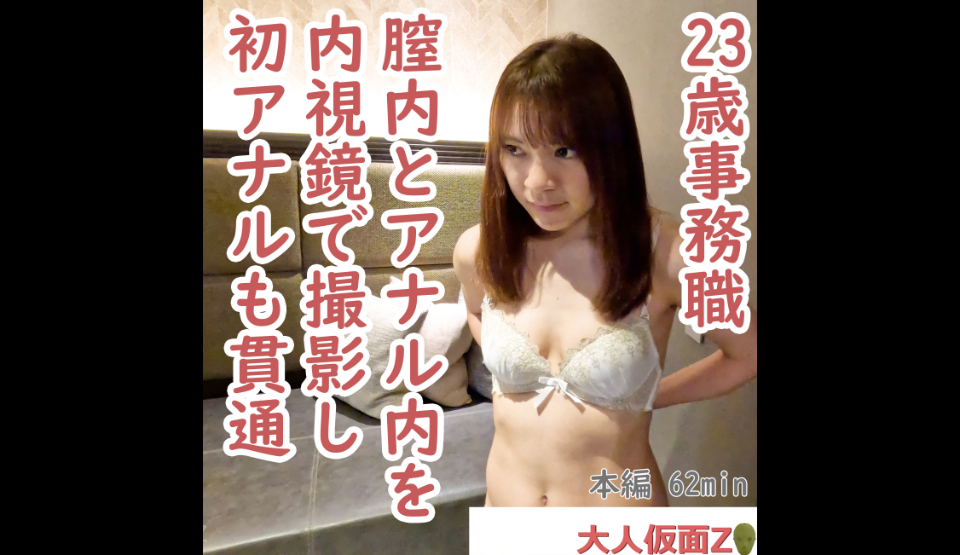 23歳事務職
膣内とアナル内を
内視鏡で撮影し
初アナルも貫通
本編 62min
大人仮面Z